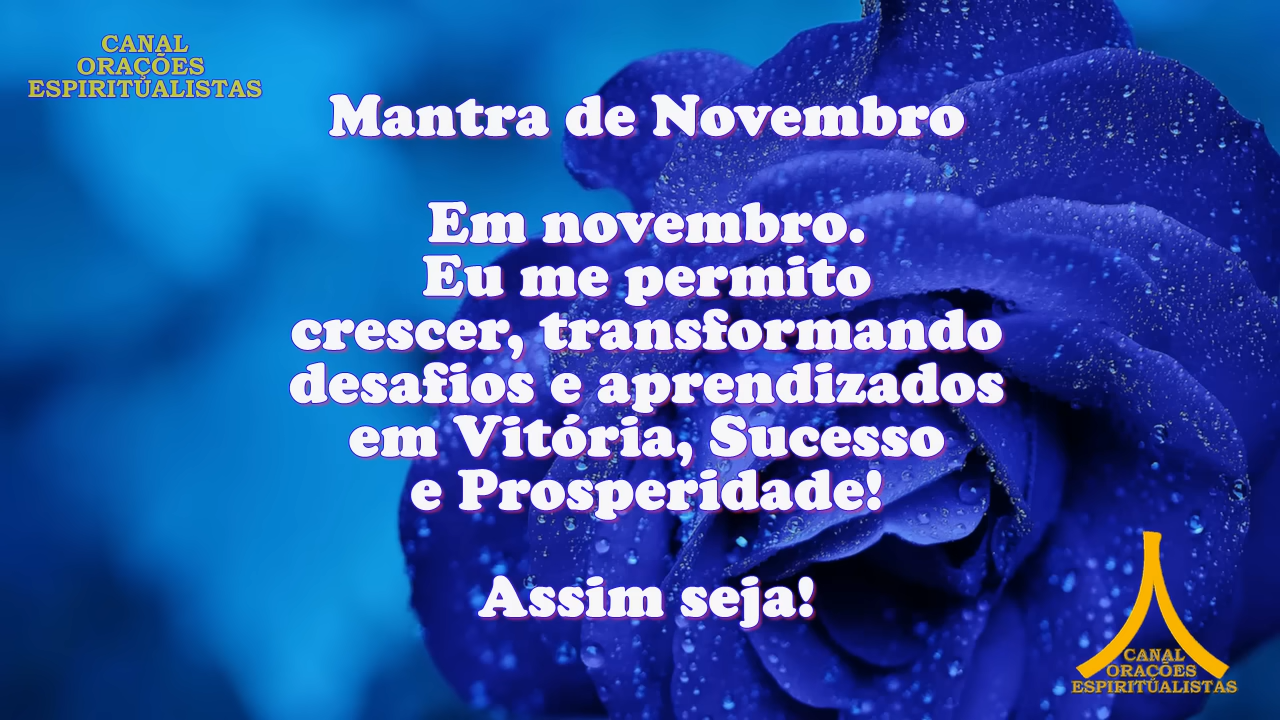 CANAL
ORAÇÕES
ESPIRITUALISTAS
Mantra de Novembro
Em novembro.
Eu me permito
crescer, transformando
desafios e aprendizados
em Vitória, Sucesso
e Prosperidade!
Assim seja!
CANAL
ORAÇÕES
ESPIRITUALISTAS